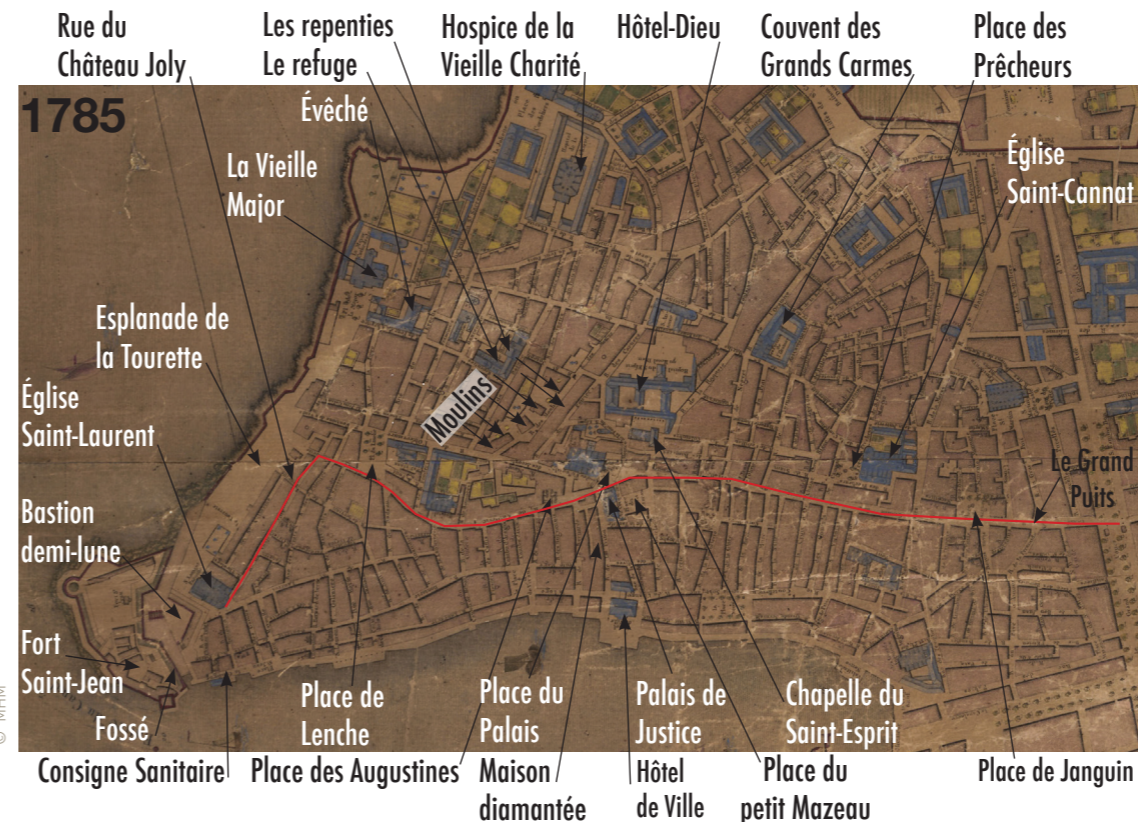 Rue du
Château Joly
Les repenties
Le refuge
Hospice de la
Vieille Charité
Hôtel-Dieu
Couvent des
Grands Carmes
Place des
Prêcheurs
1785
Évêché
La Vieille
Major
Église
Saint-Cannat
Esplanade de
la Tourette
Église
Saint-Laurent
Moulins
Le Grand
Puits
Bastion
demi-lune
Fort
Saint-Jean
Fossé
Place de
Lenche
Place du
Palais
Palais de
Justice
Chapelle du
Saint-Esprit
© MHM
Consigne Sanitaire
Place des Augustines
Maison
diamantée
Hôtel
de Ville
Place du
petit Mazeau
Place de Janguin